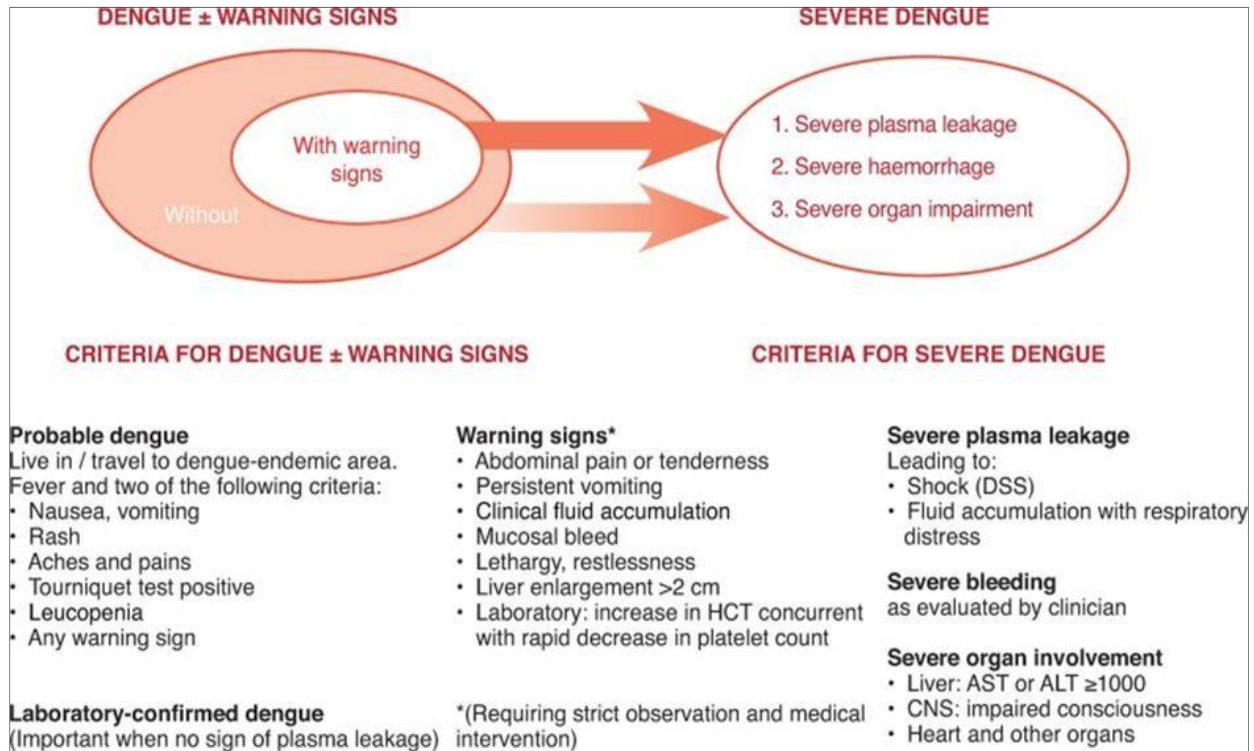 DENGUE ± WARNING SIGNS
SEVERE DENGUE
With warning
signs
Without
1. Severe plasma leakage
2. Severe haemorrhage
3. Severe organ impairment
CRITERIA FOR DENGUE ± WARNING SIGNS
CRITERIA FOR SEVERE DENGUE
Probable dengue
Live in / travel to dengue-endemic area.
Fever and two of the following criteria:
• Nausea, vomiting
• Rash
• Aches and pains
• Tourniquet test positive
• Leucopenia
• Any warning sign
Laboratory-confirmed dengue
(Important when no sign of plasma leakage)
Warning signs*
• Abdominal pain or tenderness
• Persistent vomiting
• Clinical fluid accumulation
• Mucosal bleed
• Lethargy, restlessness
• Liver enlargement >2 cm
• Laboratory: increase in HCT concurrent
with rapid decrease in platelet count
*(Requiring strict observation and medical
intervention)
Severe plasma leakage
Leading to:
• Shock (DSS)
• Fluid accumulation with respiratory
distress
Severe bleeding
as evaluated by clinician
Severe organ involvement
• Liver: AST or ALT ≥1000
• CNS: impaired consciousness
• Heart and other organs